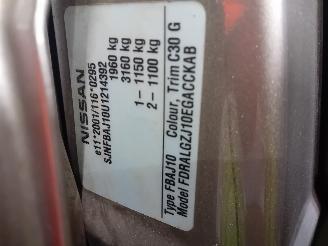 NISSAN
e11*2001/116*0295
SJNFBAJ10U1214392
1960 kg
3160 kg
1- 1150 kg
2- 1100 kg
Type FBAJ10 Colour, Trim C30 G
Model FDRALGZJ10EGACCKAB